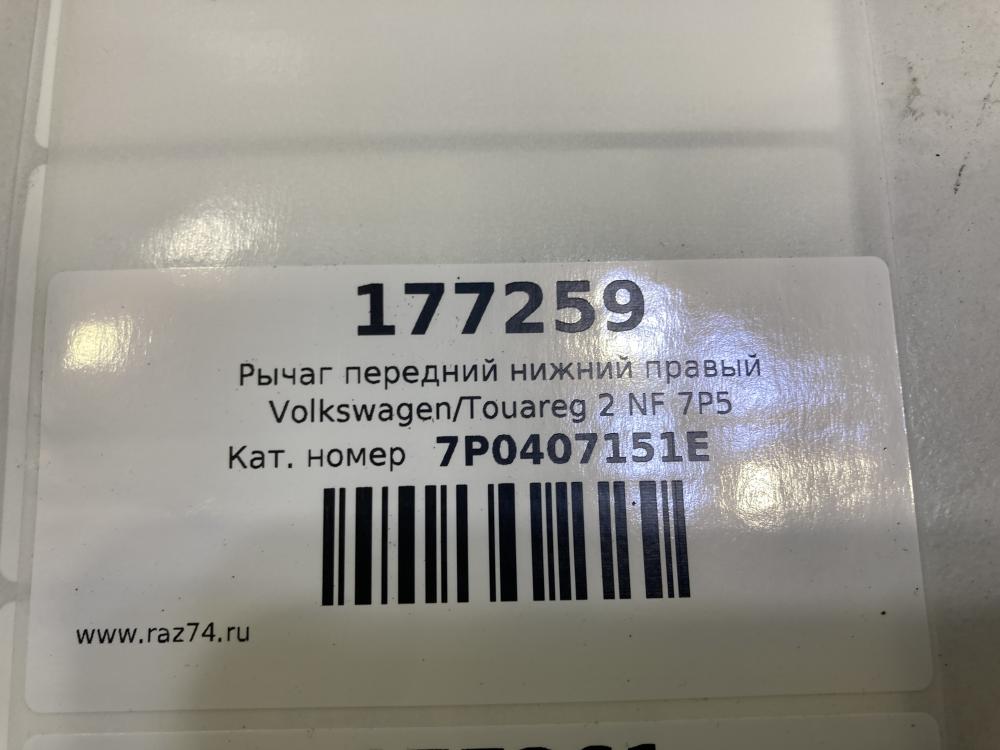 177259
Рычаг передний нижний правый
Volkswagen/Touareg 2 NF 7P5
Кат. номер 7P0407151E
www.raz74.ru